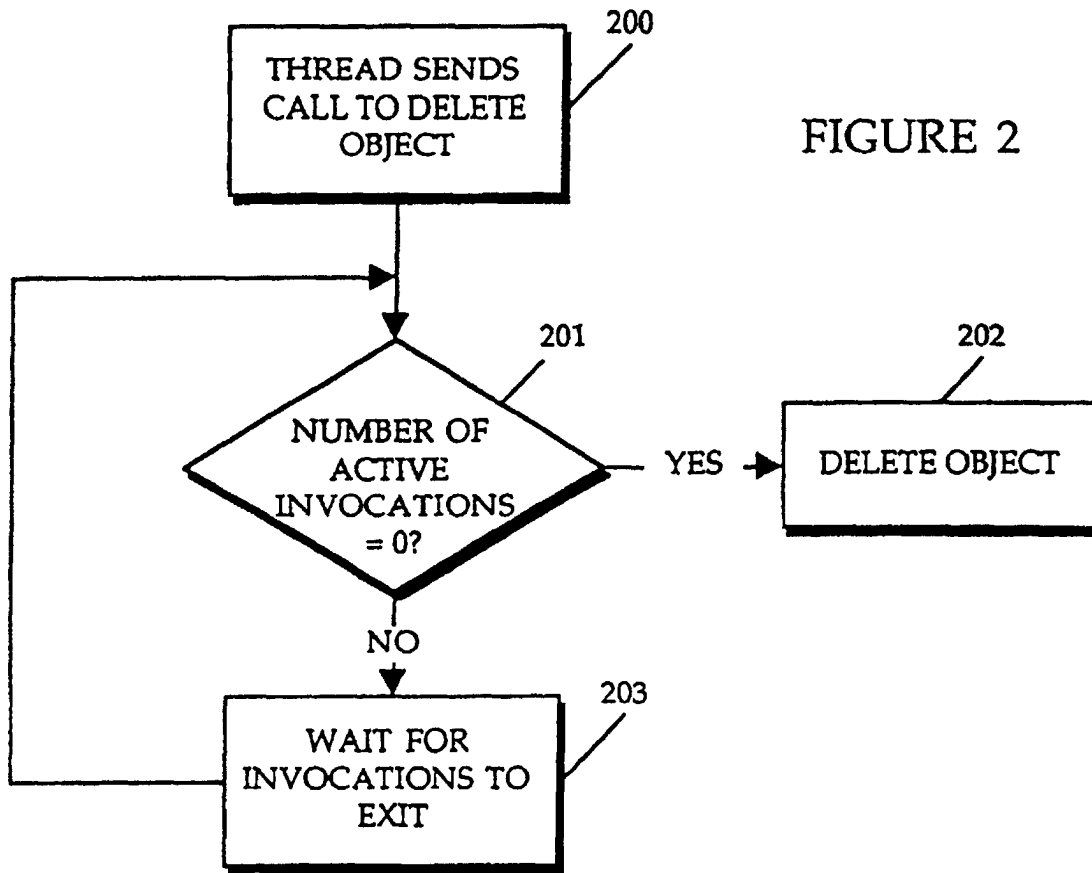 200
THREAD SENDS
CALL TO DELETE
OBJECT
FIGURE 2
201
NUMBER OF
ACTIVE
INVOCATIONS
= 0?
YES
202
DELETE OBJECT
NO
203
WAIT FOR
INVOCATIONS TO
EXIT